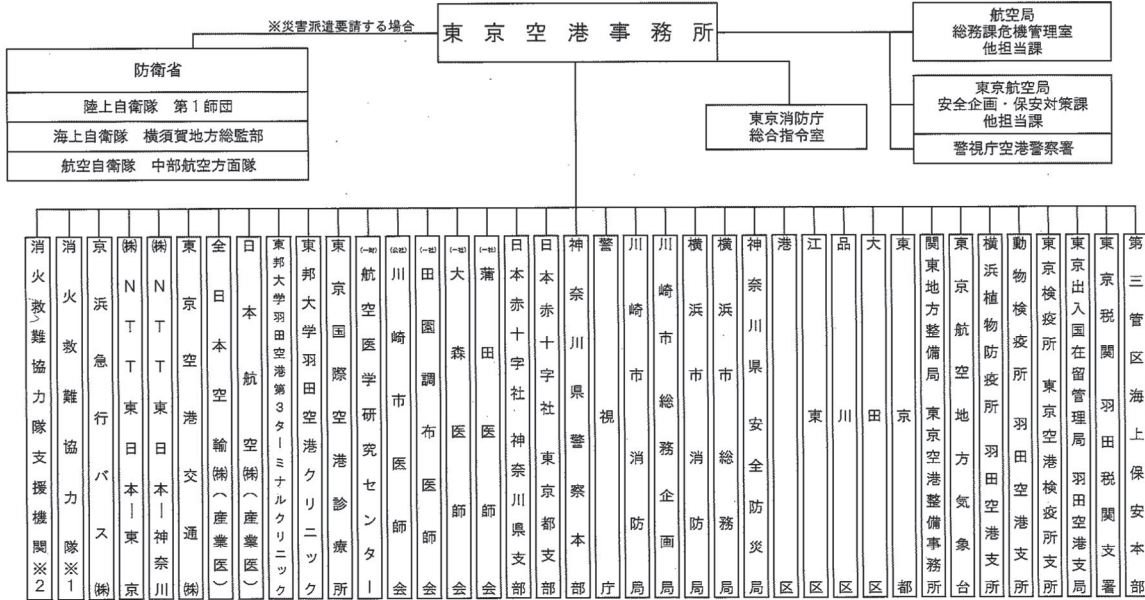 ※災害派遣要請する場合
東京空港事務所
航空局
総務課危機管理室
他担当課
防衛省
陸上自衛隊 第1師団
海上自衛隊 横須賀地方総監部
航空自衛隊 中部航空方面隊
東京消防庁
総合指令室
東京航空局
安全企画・保安対策課
他担当課
警視庁空港警察署
消火救難協力隊支援機関※2
消火救難協力隊※1
京浜急行バス㈱
㈱NTT東日本ー東京
㈱NTT東日本ー神奈川
東京空港交通㈱
全日本空輸㈱(産業医)
日本航空㈱(産業医)
東邦大学羽田空港第3ターミナルクリニック
東邦大学羽田空港クリニック
東京国際空港診療所
(一財)航空医学研究センター
(公社)川崎市医師会
(一社)田園調布医師会
(一社)大森医師会
(一社)蒲田医師会
日本赤十字社 神奈川県支部
日本赤十字社 東京都支部
神奈川県警察本部
警視庁
川崎市消防局
川崎市総務企画局
横浜市消防局
横浜市総務局
神奈川県安全防災局
港区
江東区
品川区
大田区
東京都
関東地方整備局 東京空港整備事務所
東京航空地方気象台
横浜植物防疫所 羽田空港支所
動物検疫所 羽田空港支所
東京検疫所 東京空港検疫所支所
東京出入国在留管理局 羽田空港支局
東京税関 羽田税関支署
第三管区海上保安本部